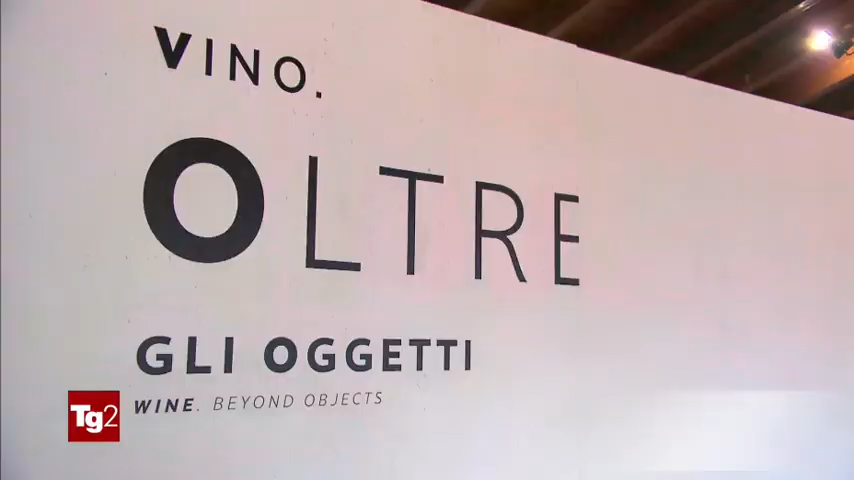 VINO.
OLTRE
GLI OGGETTI
WINE. BEYOND OBJECTS
Tg2